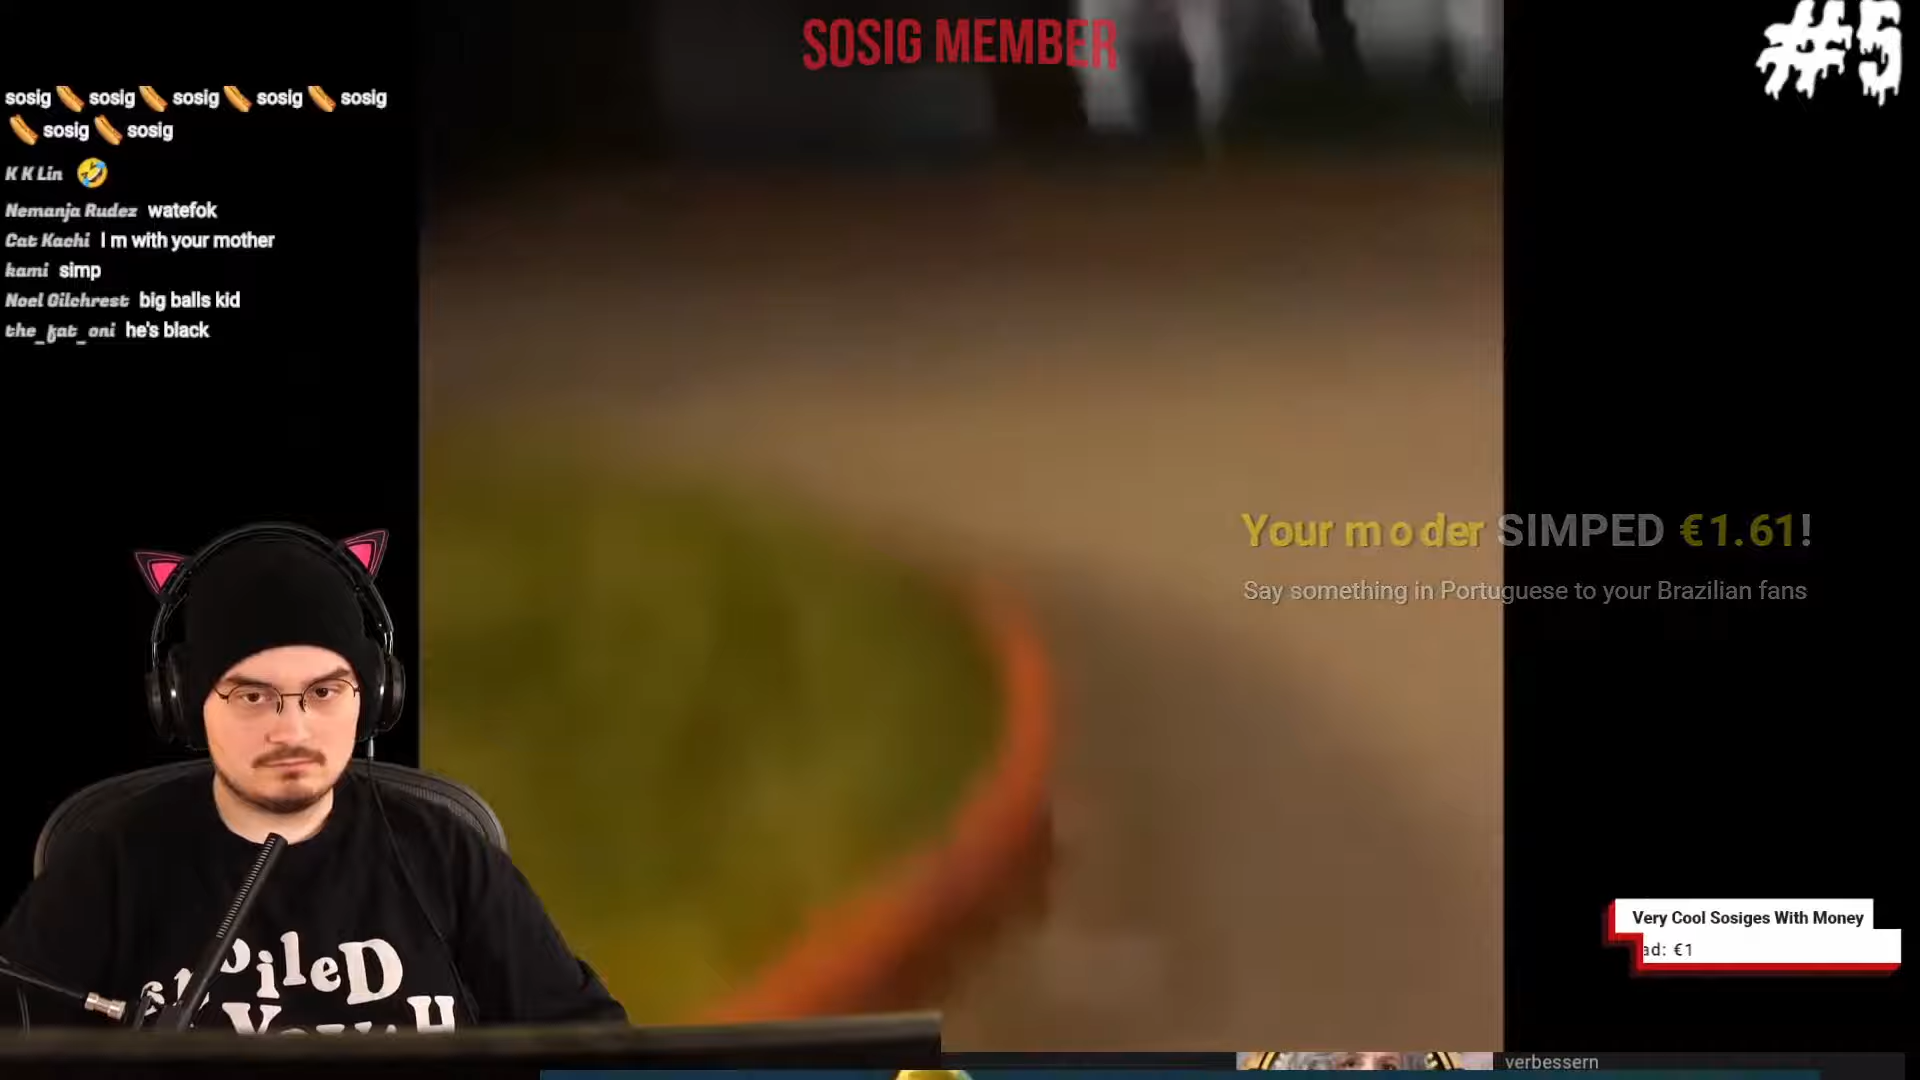 SOSIG MEMBER
#5
sosig sosig sosig sosig sosig
sosig sosig
K K Lin
Nemanja Rudez watefok
Cat Kachi I m with your mother
kami simp
Noel Gilchrest big balls kid
the_fat_oni he's black
Your moder SIMPED €1.61!
Say something in Portuguese to your Brazilian fans
Very Cool Sosiges With Money
ad: €1
verbessern